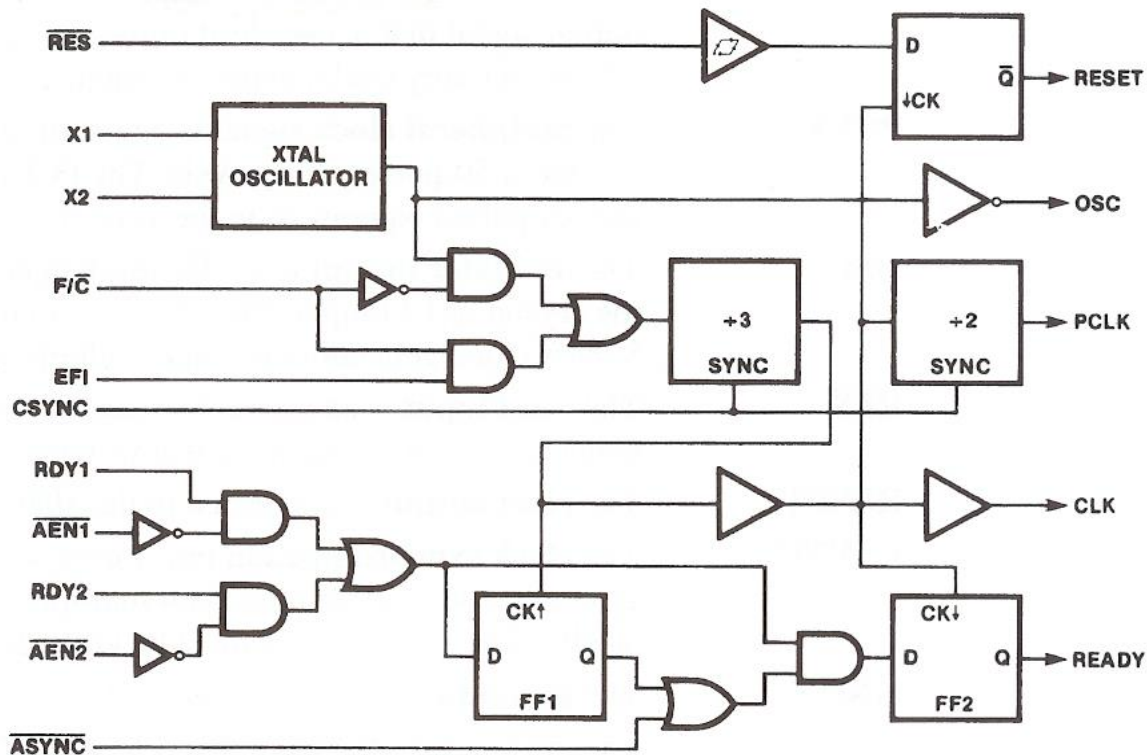 RES
D
Q
RESET
↓CK
X1
XTAL
OSCILLATOR
X2
OSC
F/C
÷3
÷2
PCLK
SYNC
SYNC
EFI
CSYNC
RDY1
AEN1
CLK
RDY2
CK↑
CK↓
AEN2
D
Q
D
Q
READY
FF1
FF2
ASYNC